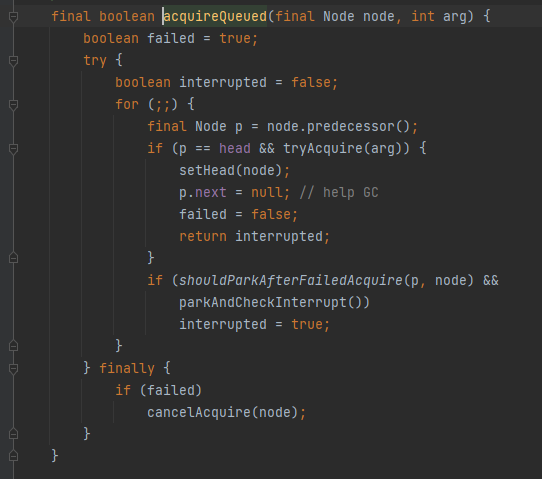 final boolean acquireQueued(final Node node, int arg) {
    boolean failed = true;
    try {
        boolean interrupted = false;
        for (;;) {
            final Node p = node.predecessor();
            if (p == head && tryAcquire(arg)) {
                setHead(node);
                p.next = null; // help GC
                failed = false;
                return interrupted;
            }
            if (shouldParkAfterFailedAcquire(p, node) &&
                parkAndCheckInterrupt())
                interrupted = true;
        }
    } finally {
        if (failed)
            cancelAcquire(node);
    }
}